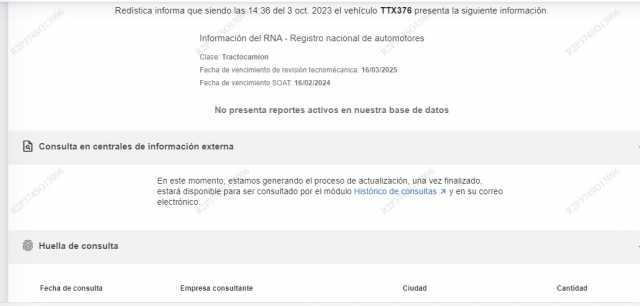 Redistica informa que siendo las 14:36 del 3 oct. 2023 el vehículo TTX376 presenta la siguiente información.
Información del RNA - Registro nacional de automotores
Clase: Tractocamion
Fecha de vencimiento de revisión tecnomécanica: 16/03/2025
Fecha de vencimiento SOAT: 16/02/2024
No presenta reportes activos en nuestra base de datos
Consulta en centrales de información externa
En este momento, estamos generando el proceso de actualización, una vez finalizado,
estará disponible para ser consultado por el módulo Histórico de consultas y en su correo
electrónico.
Huella de consulta
Fecha de consulta Empresa consultante Ciudad Cantidad